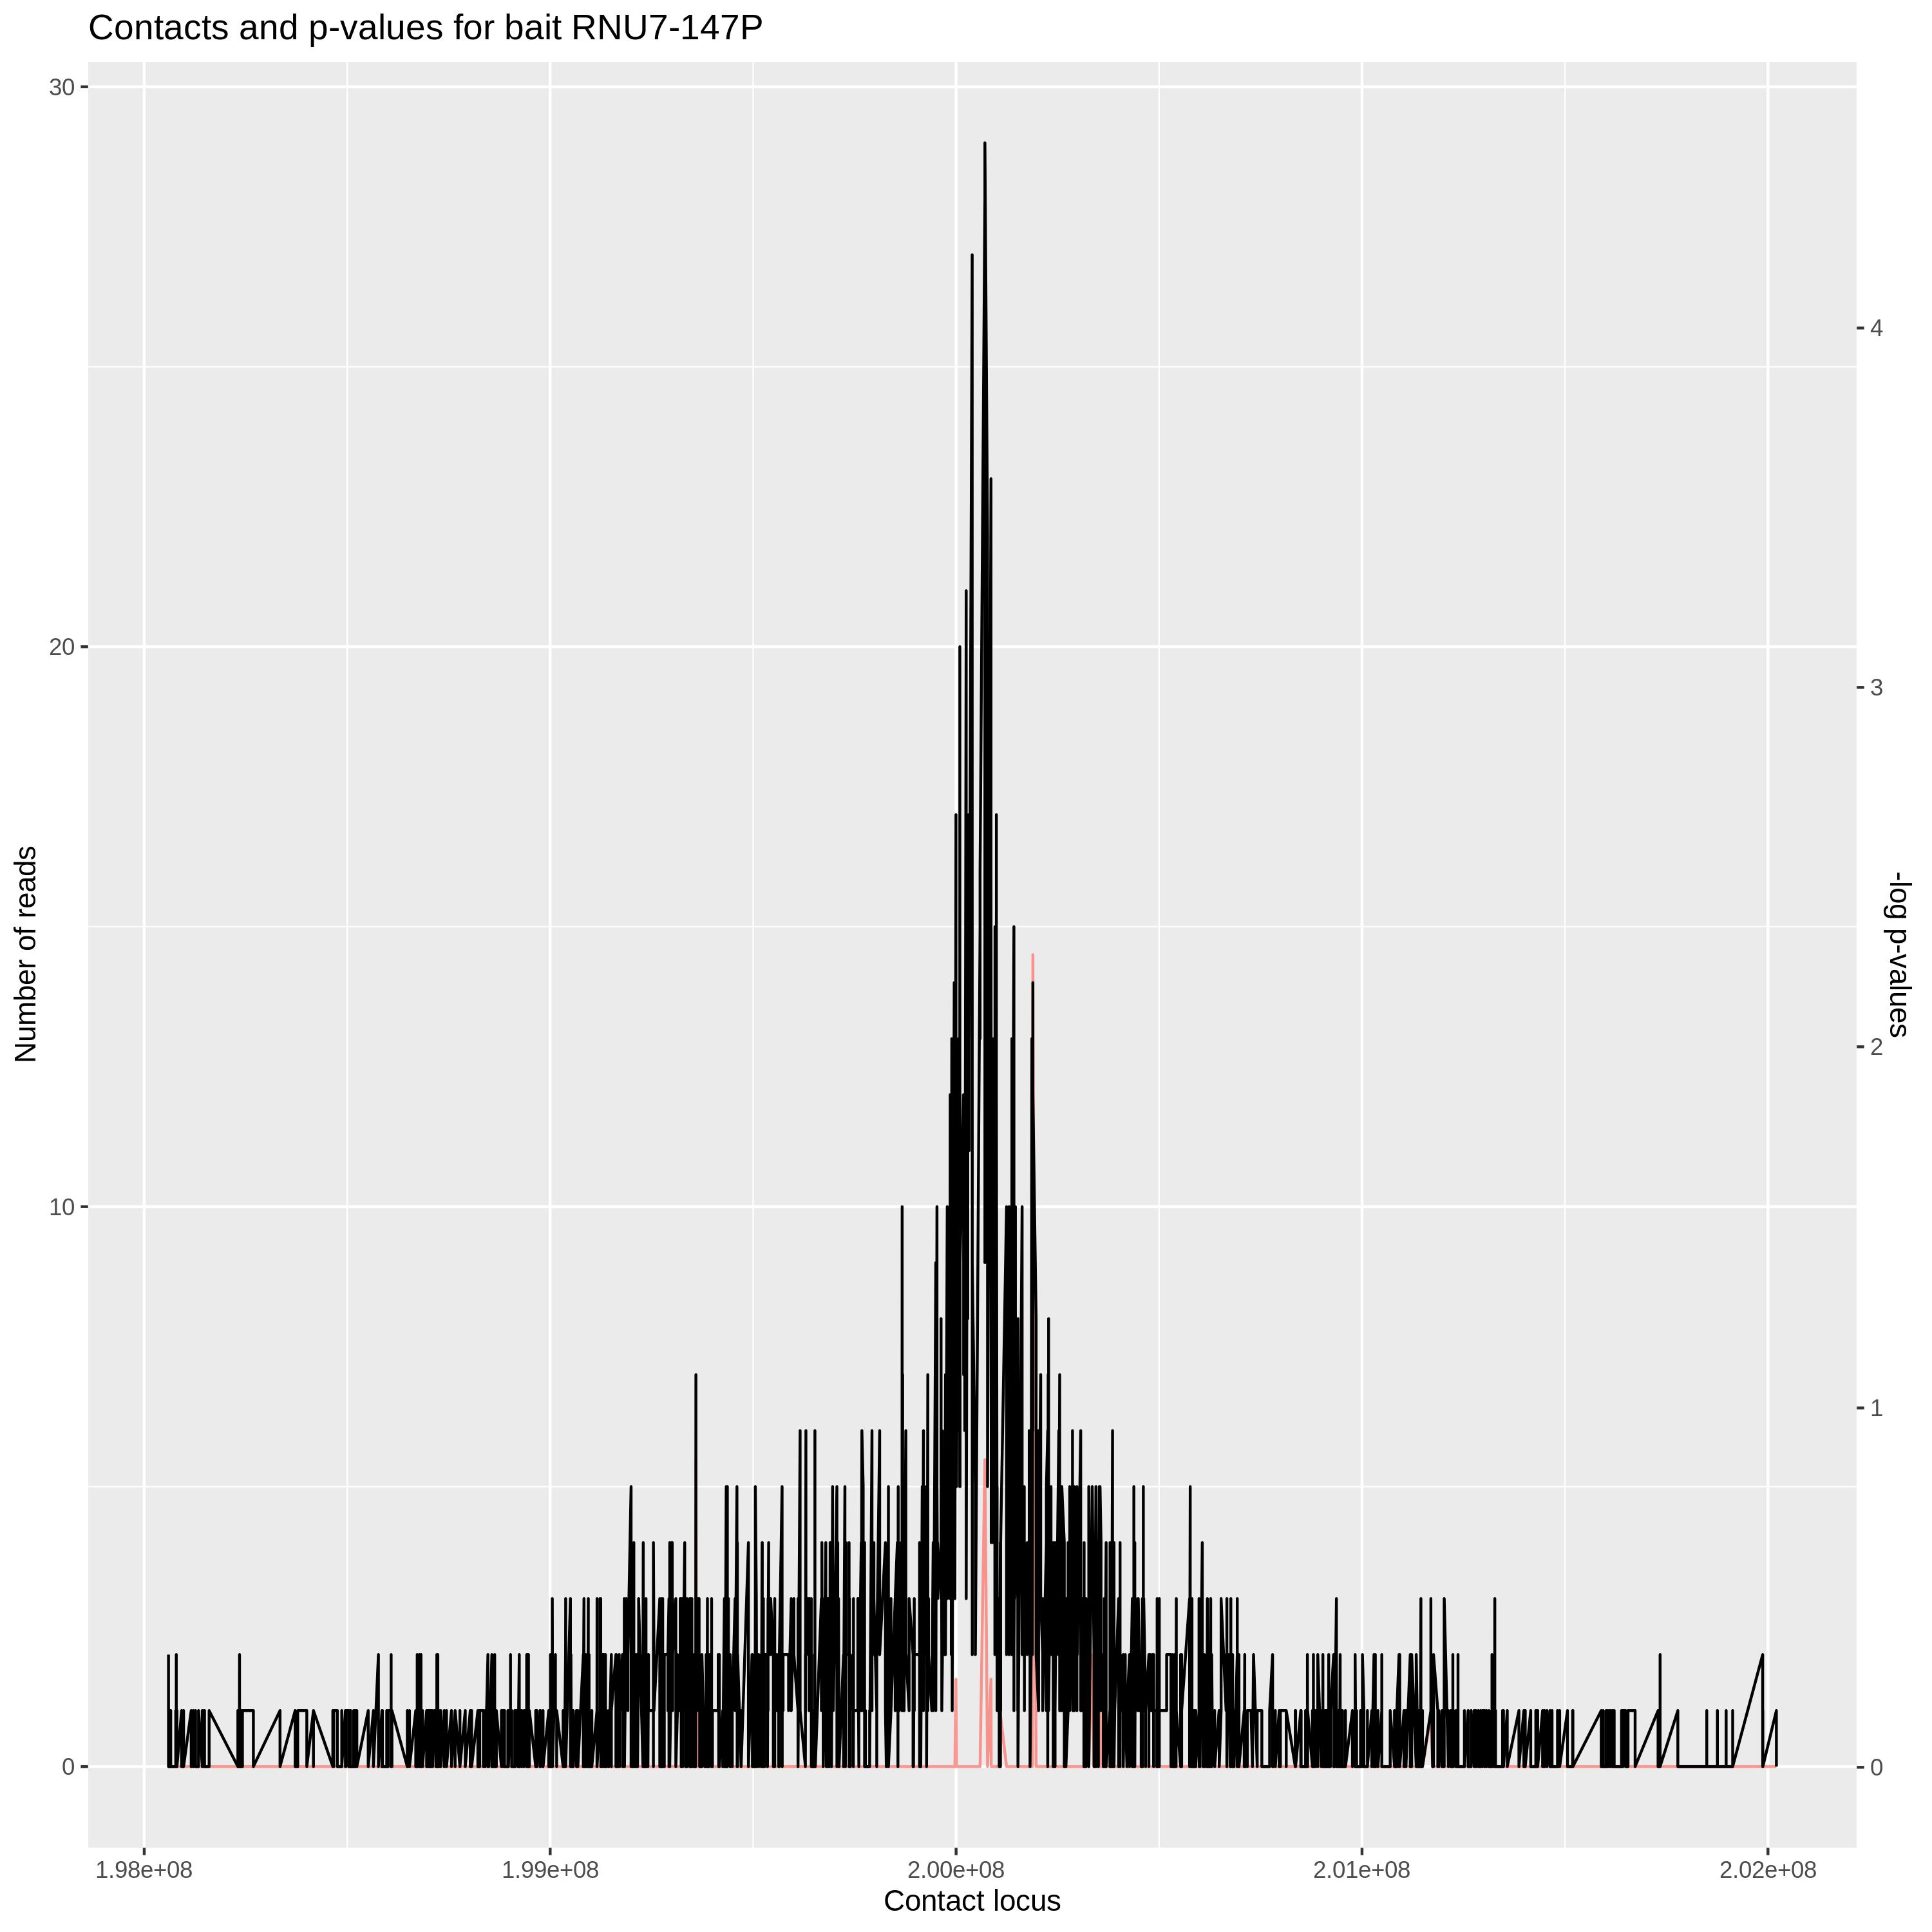 Contacts and p-values for bait RNU7-147P
30
20
10
0
Number of reads
4
3
2
1
0
-log p-values
1.98e+08
1.99e+08
2.00e+08
2.01e+08
2.02e+08
Contact locus